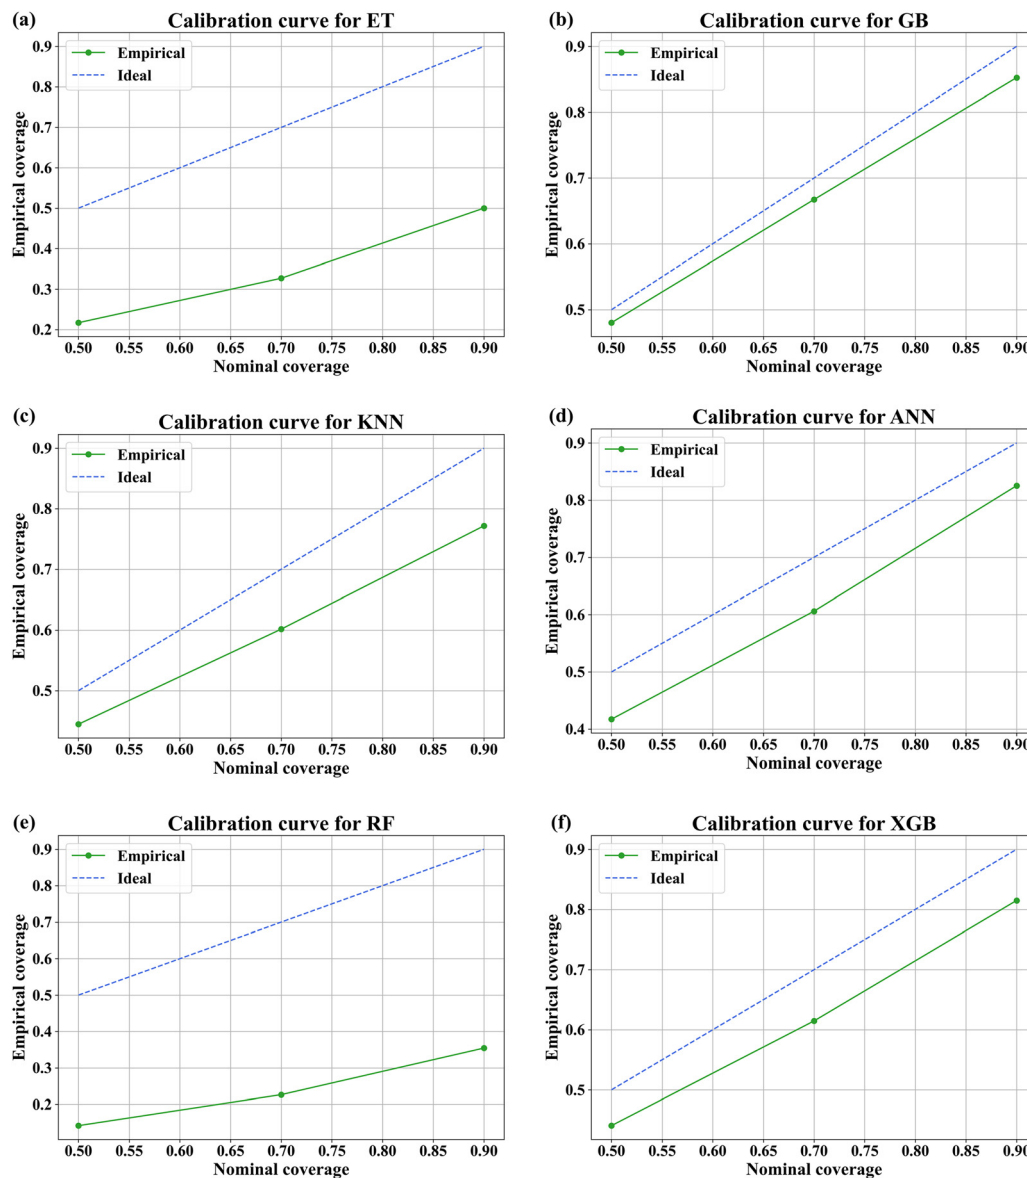 (a)
Calibration curve for ET
Empirical
Ideal
Empirical coverage
0.9
0.8
0.7
0.6
0.5
0.4
0.3
0.2
0.50 0.55 0.60 0.65 0.70 0.75 0.80 0.85 0.90
Nominal coverage
(b)
Calibration curve for GB
Empirical
Ideal
Empirical coverage
0.9
0.8
0.7
0.6
0.5
0.50 0.55 0.60 0.65 0.70 0.75 0.80 0.85 0.90
Nominal coverage
(c)
Calibration curve for KNN
Empirical
Ideal
Empirical coverage
0.9
0.8
0.7
0.6
0.5
0.50 0.55 0.60 0.65 0.70 0.75 0.80 0.85 0.90
Nominal coverage
(d)
Calibration curve for ANN
Empirical
Ideal
Empirical coverage
0.9
0.8
0.7
0.6
0.5
0.4
0.50 0.55 0.60 0.65 0.70 0.75 0.80 0.85 0.90
Nominal coverage
(e)
Calibration curve for RF
Empirical
Ideal
Empirical coverage
0.9
0.8
0.7
0.6
0.5
0.4
0.3
0.2
0.50 0.55 0.60 0.65 0.70 0.75 0.80 0.85 0.90
Nominal coverage
(f)
Calibration curve for XGB
Empirical
Ideal
Empirical coverage
0.9
0.8
0.7
0.6
0.5
0.50 0.55 0.60 0.65 0.70 0.75 0.80 0.85 0.90
Nominal coverage